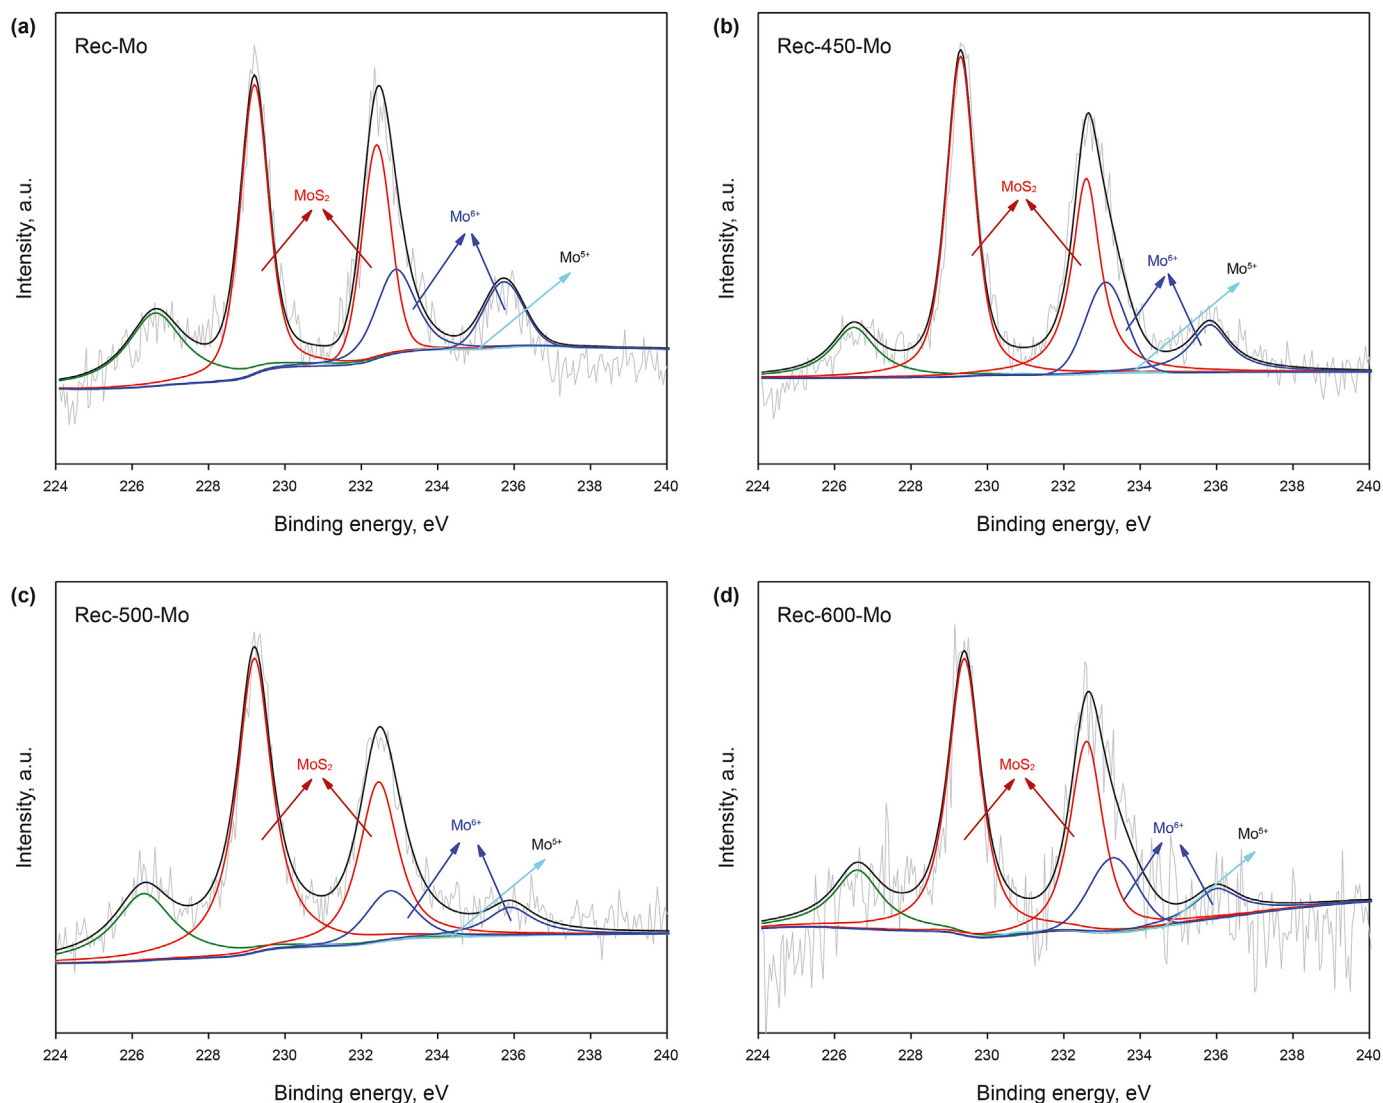 (a)
Rec-Mo
Intensity, a.u.
MoS₂
Mo⁶⁺
Mo⁵⁺
224 226 228 230 232 234 236 238 240
Binding energy, eV
(b)
Rec-450-Mo
Intensity, a.u.
MoS₂
Mo⁶⁺
Mo⁵⁺
224 226 228 230 232 234 236 238 240
Binding energy, eV
(c)
Rec-500-Mo
Intensity, a.u.
MoS₂
Mo⁶⁺
Mo⁵⁺
224 226 228 230 232 234 236 238 240
Binding energy, eV
(d)
Rec-600-Mo
Intensity, a.u.
MoS₂
Mo⁶⁺
Mo⁵⁺
224 226 228 230 232 234 236 238 240
Binding energy, eV